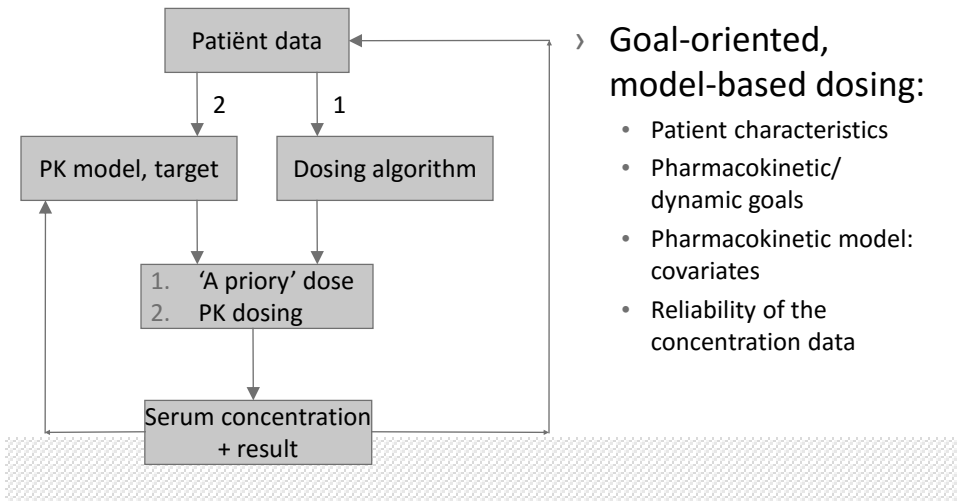 Patiënt data
2
1
PK model, target
Dosing algorithm
1. ‘A priory’ dose
2. PK dosing
Serum concentration
+ result
› Goal-oriented,
model-based dosing:
• Patient characteristics
• Pharmacokinetic/
dynamic goals
• Pharmacokinetic model:
covariates
• Reliability of the
concentration data